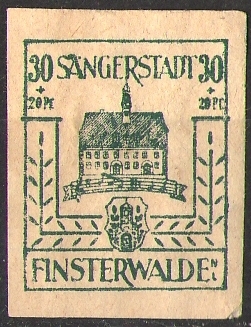 30 SÄNGERSTADT 30
+ +
20 PF. 20 PF.
FINSTERWALDE N/L